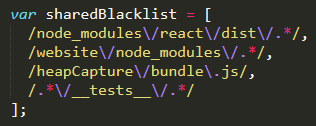 var sharedBlacklist = [
  /node_modules\/react\/dist\/.*/,
  /website\/node_modules\/.*/,
  /heapCapture\/bundle\.js/,
  /.*\/__tests__\/.*/
];